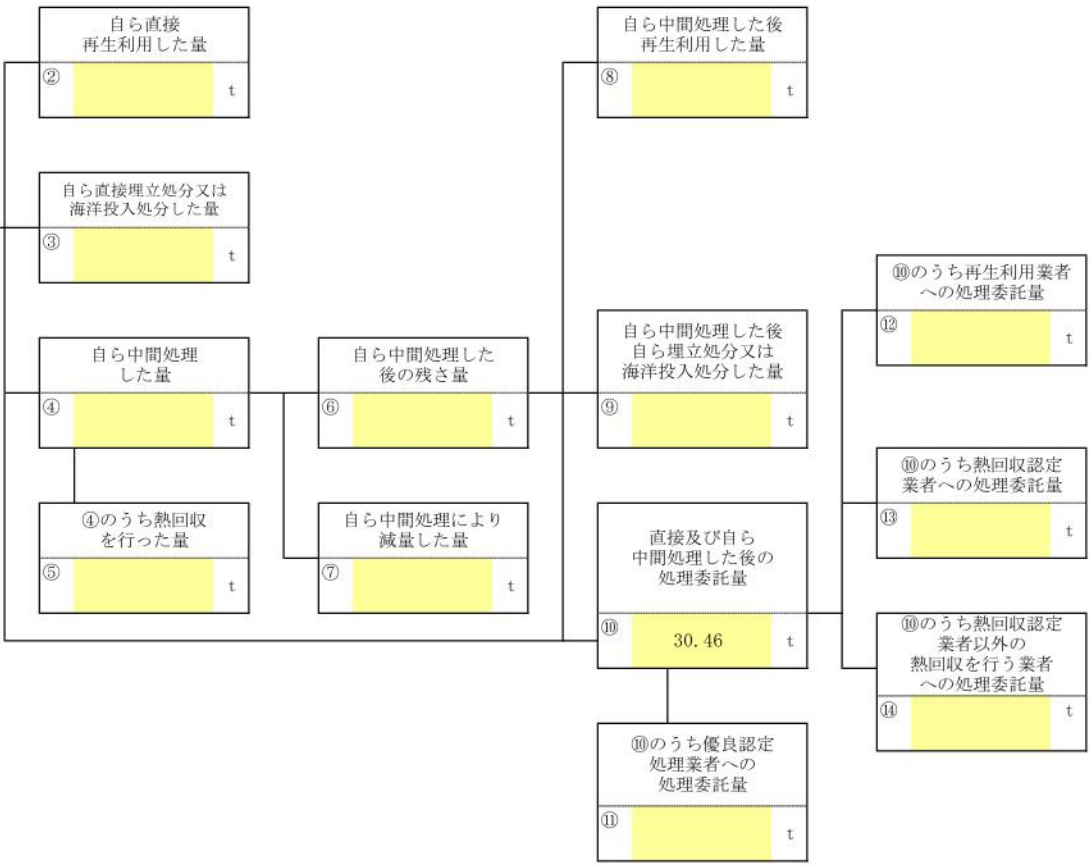 自ら直接
再生利用した量
②
t
自ら直接埋立処分又は
海洋投入処分した量
③
t
自ら中間処理
した量
④
t
④のうち熱回収
を行った量
⑤
t
自ら中間処理した
後の残さ量
⑥
t
自ら中間処理により
減量した量
⑦
t
自ら中間処理した後
再生利用した量
⑧
t
自ら中間処理した後
自ら埋立処分又は
海洋投入処分した量
⑨
t
直接及び自ら
中間処理した後の
処理委託量
⑩ 30.46 t
⑩のうち優良認定
処理業者への
処理委託量
⑪
t
⑩のうち再生利用業者
への処理委託量
⑫
t
⑩のうち熱回収認定
業者への処理委託量
⑬
t
⑩のうち熱回収認定
業者以外の
熱回収を行う業者
への処理委託量
⑭
t